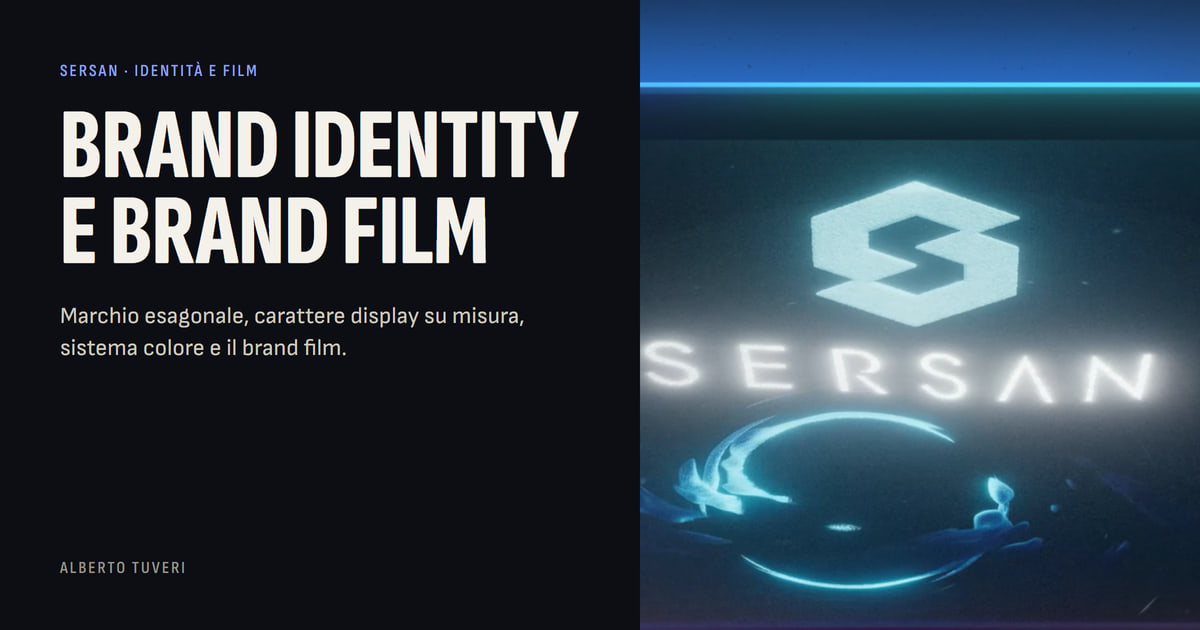 SERSAN · IDENTITÀ E FILM
BRAND IDENTITY
E BRAND FILM
Marchio esagonale, carattere display su misura,
sistema colore e il brand film.
ALBERTO TUVERI
SERSAN